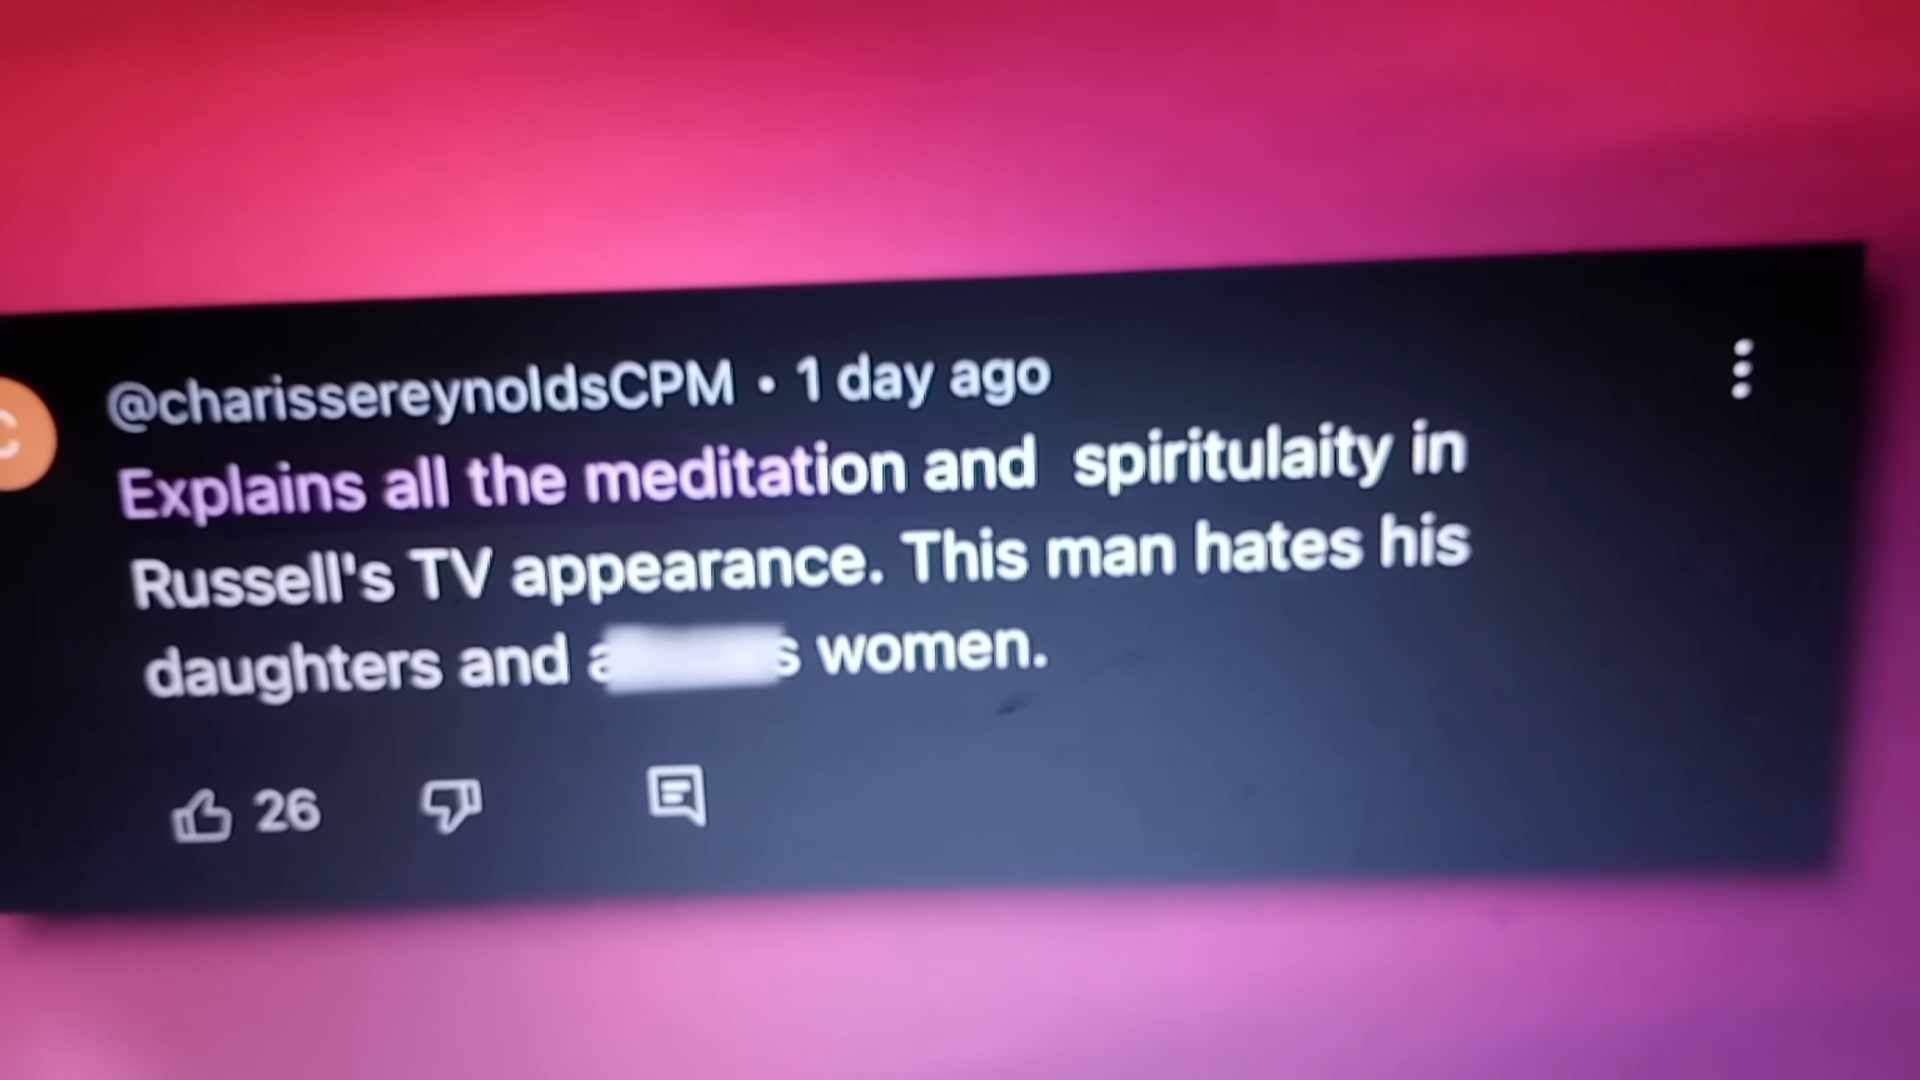 C
@charissereynoldsCPM • 1 day ago
Explains all the meditation and spiritulaity in
Russell's TV appearance. This man hates his
daughters and women.
26